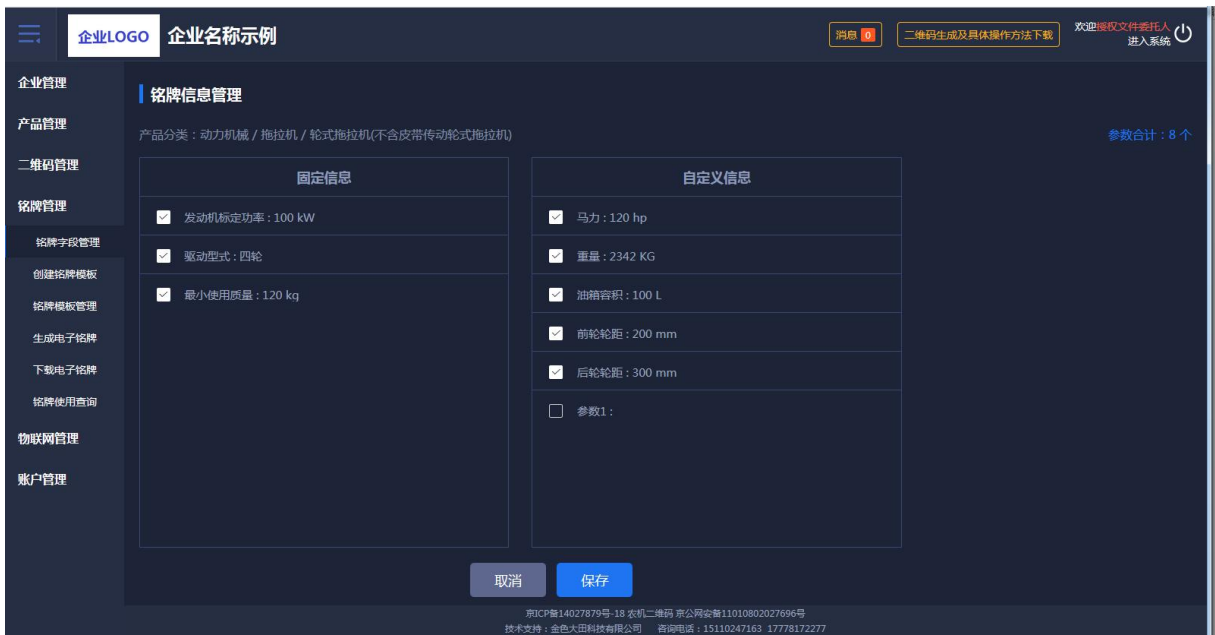 企业LOGO 企业名称示例
消息 0
二维码生成及具体操作方法下载
欢迎授权文件委托人
进入系统
企业管理
产品管理
二维码管理
铭牌管理
铭牌字段管理
创建铭牌模板
铭牌模板管理
生成电子铭牌
下载电子铭牌
铭牌使用查询
物联网管理
账户管理
铭牌信息管理
产品分类：动力机械 / 拖拉机 / 轮式拖拉机(不含皮带传动轮式拖拉机)
参数合计：8 个
固定信息
发动机标定功率 : 100 kW
驱动型式 : 四轮
最小使用质量 : 120 kg
自定义信息
马力 : 120 hp
重量 : 2342 KG
油箱容积 : 100 L
前轮轮距 : 200 mm
后轮轮距 : 300 mm
参数1 :
取消
保存
京ICP备14027879号-18 农机二维码 京公网安备11010802027696号
技术支持：金色大田科技有限公司 咨询电话：15110247163 17778172277